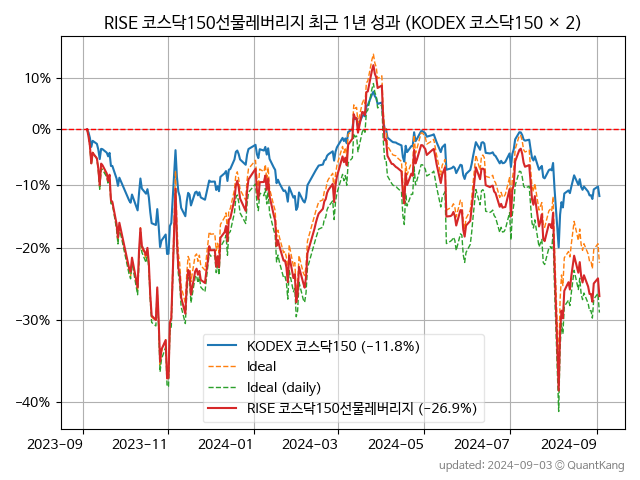 RISE 코스닥150선물레버리지 최근 1년 성과 (KODEX 코스닥150 × 2)
10%
0%
−10%
−20%
−30%
−40%
KODEX 코스닥150 (−11.8%)
Ideal
Ideal (daily)
RISE 코스닥150선물레버리지 (−26.9%)
2023-09
2023-11
2024-01
2024-03
2024-05
2024-07
2024-09
updated: 2024-09-03 © QuantKang